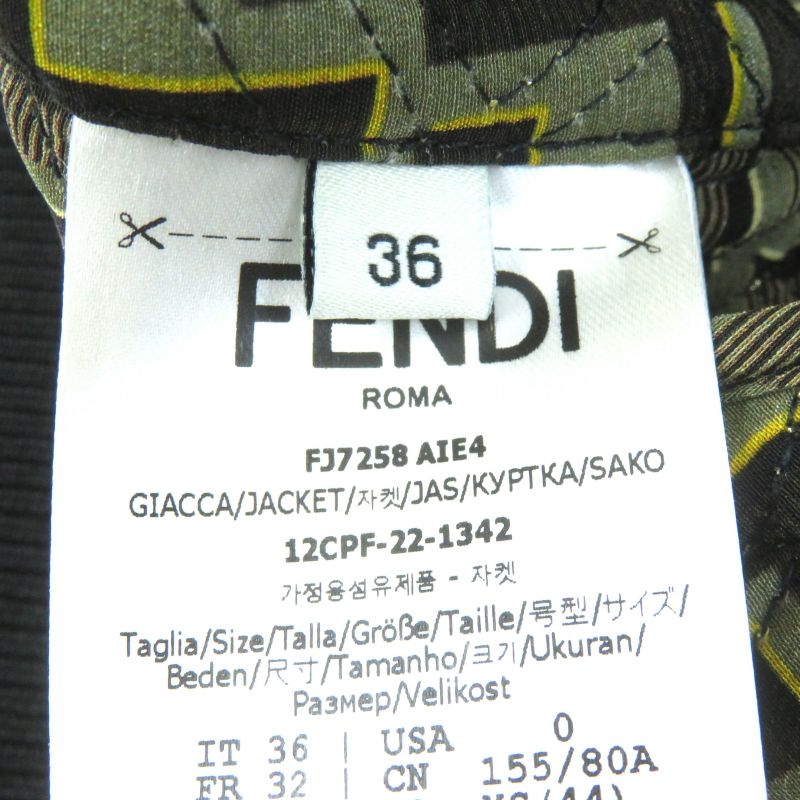 36
FENDI
ROMA
FJ7258 AIE4
GIACCA/JACKET/자켓/JAS/КУРТКА/SAKO
12CPF-22-1342
가정용섬유제품 - 자켓
Taglia/Size/Talla/Größe/Taille/号型/サイズ/
Beden/尺寸/Tamanho/크기/Ukuran/
Размер/Velikost
IT 36 | USA 0
FR 32 | CN 155/80A